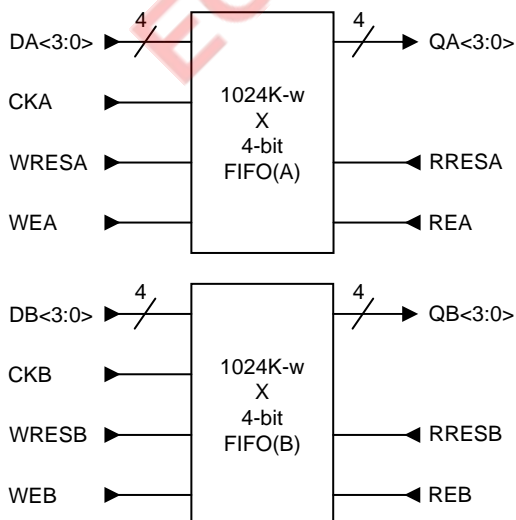 4 4
DA<3:0> QA<3:0>
CKA
1024K-w
X
4-bit
FIFO(A)
WRESA RRESA
WEA REA
4 4
DB<3:0> QB<3:0>
CKB
1024K-w
X
4-bit
FIFO(B)
WRESB RRESB
WEB REB